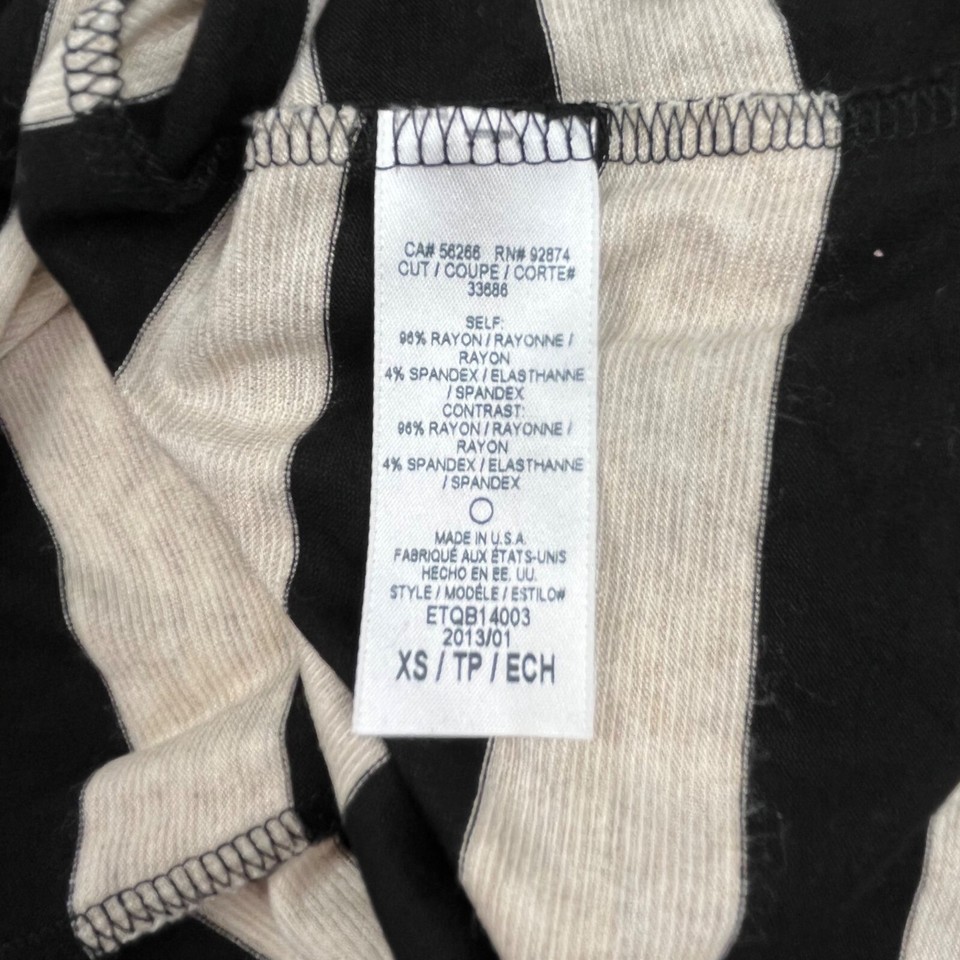 CA# 56266 RN# 92874
CUT / COUPE / CORTE#
33686
SELF:
96% RAYON / RAYONNE /
RAYON
4% SPANDEX / ELASTHANNE
/ SPANDEX
CONTRAST:
96% RAYON / RAYONNE /
RAYON
4% SPANDEX / ELASTHANNE
/ SPANDEX
MADE IN U.S.A.
FABRIQUÉ AUX ÉTATS-UNIS
HECHO EN EE. UU.
STYLE / MODÈLE / ESTILO#
ETQB14003
2013/01
XS / TP / ECH